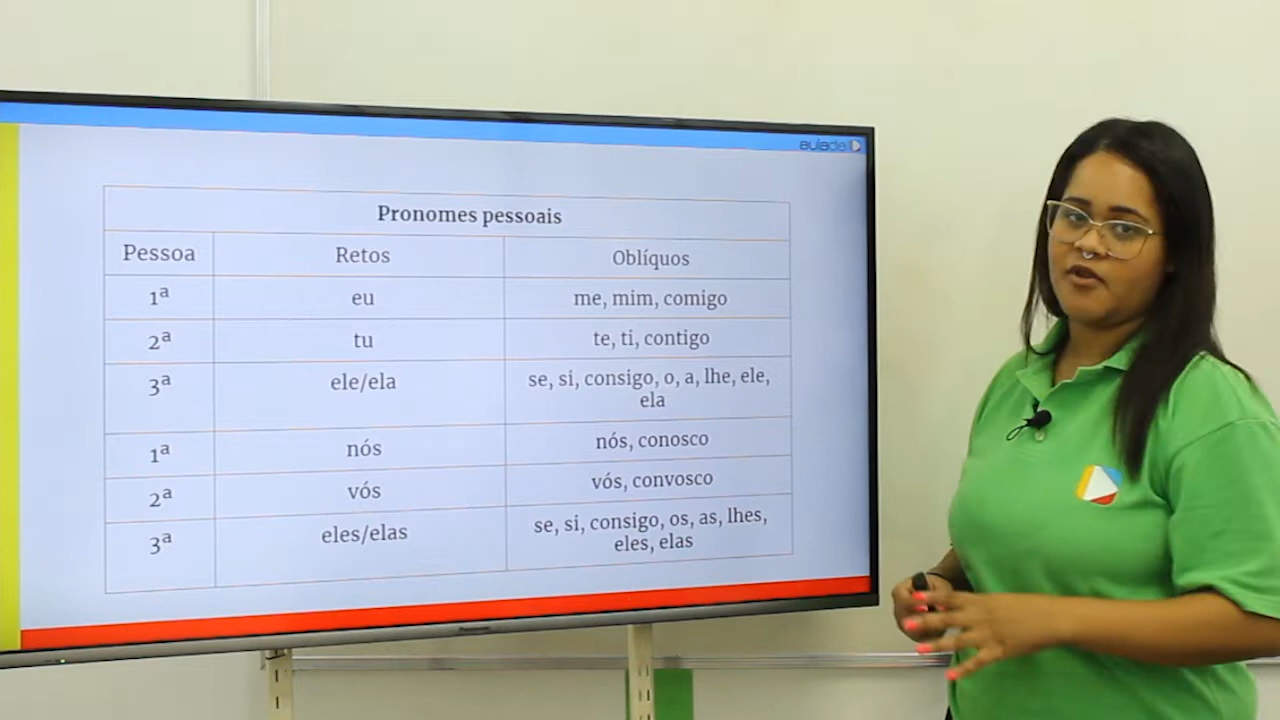 aulade
Pronomes pessoais
Pessoa Retos Oblíquos
1ª eu me, mim, comigo
2ª tu te, ti, contigo
3ª ele/ela se, si, consigo, o, a, lhe, ele,
ela
1ª nós nós, conosco
2ª vós vós, convosco
3ª eles/elas se, si, consigo, os, as, lhes,
eles, elas